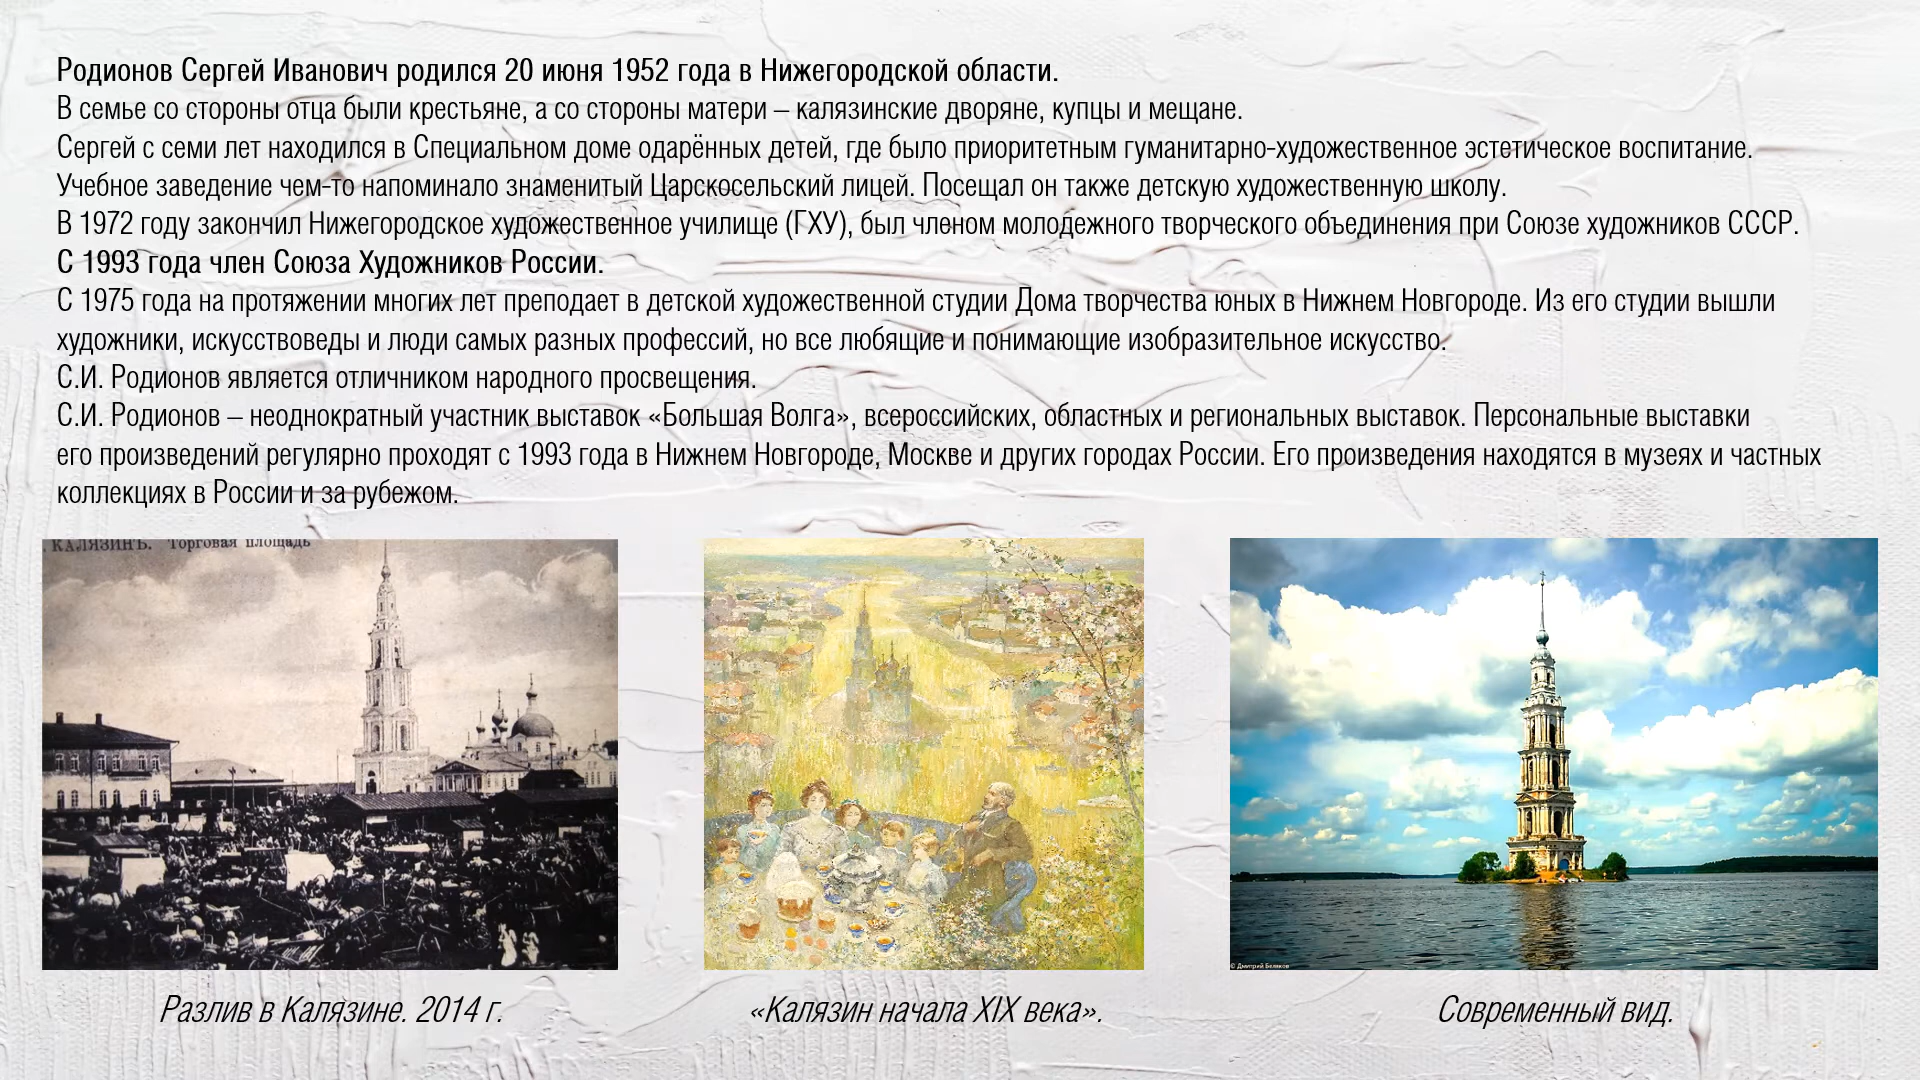 Родионов Сергей Иванович родился 20 июня 1952 года в Нижегородской области.
В семье со стороны отца были крестьяне, а со стороны матери – калязинские дворяне, купцы и мещане.
Сергей с семи лет находился в Специальном доме одарённых детей, где было приоритетным гуманитарно-художественное эстетическое воспитание.
Учебное заведение чем-то напоминало знаменитый Царскосельский лицей. Посещал он также детскую художественную школу.
В 1972 году закончил Нижегородское художественное училище (ГХУ), был членом молодежного творческого объединения при Союзе художников СССР.
С 1993 года член Союза Художников России.
С 1975 года на протяжении многих лет преподает в детской художественной студии Дома творчества юных в Нижнем Новгороде. Из его студии вышли
художники, искусствоведы и люди самых разных профессий, но все любящие и понимающие изобразительное искусство.
С.И. Родионов является отличником народного просвещения.
С.И. Родионов – неоднократный участник выставок «Большая Волга», всероссийских, областных и региональных выставок. Персональные выставки
его произведений регулярно проходят с 1993 года в Нижнем Новгороде, Москве и других городах России. Его произведения находятся в музеях и частных
коллекциях в России и за рубежом.
. КАЛЯЗИНЪ. Торговая площадь
© Дмитрий Беляков
Разлив в Калязине. 2014 г.
«Калязин начала XIX века».
Современный вид.